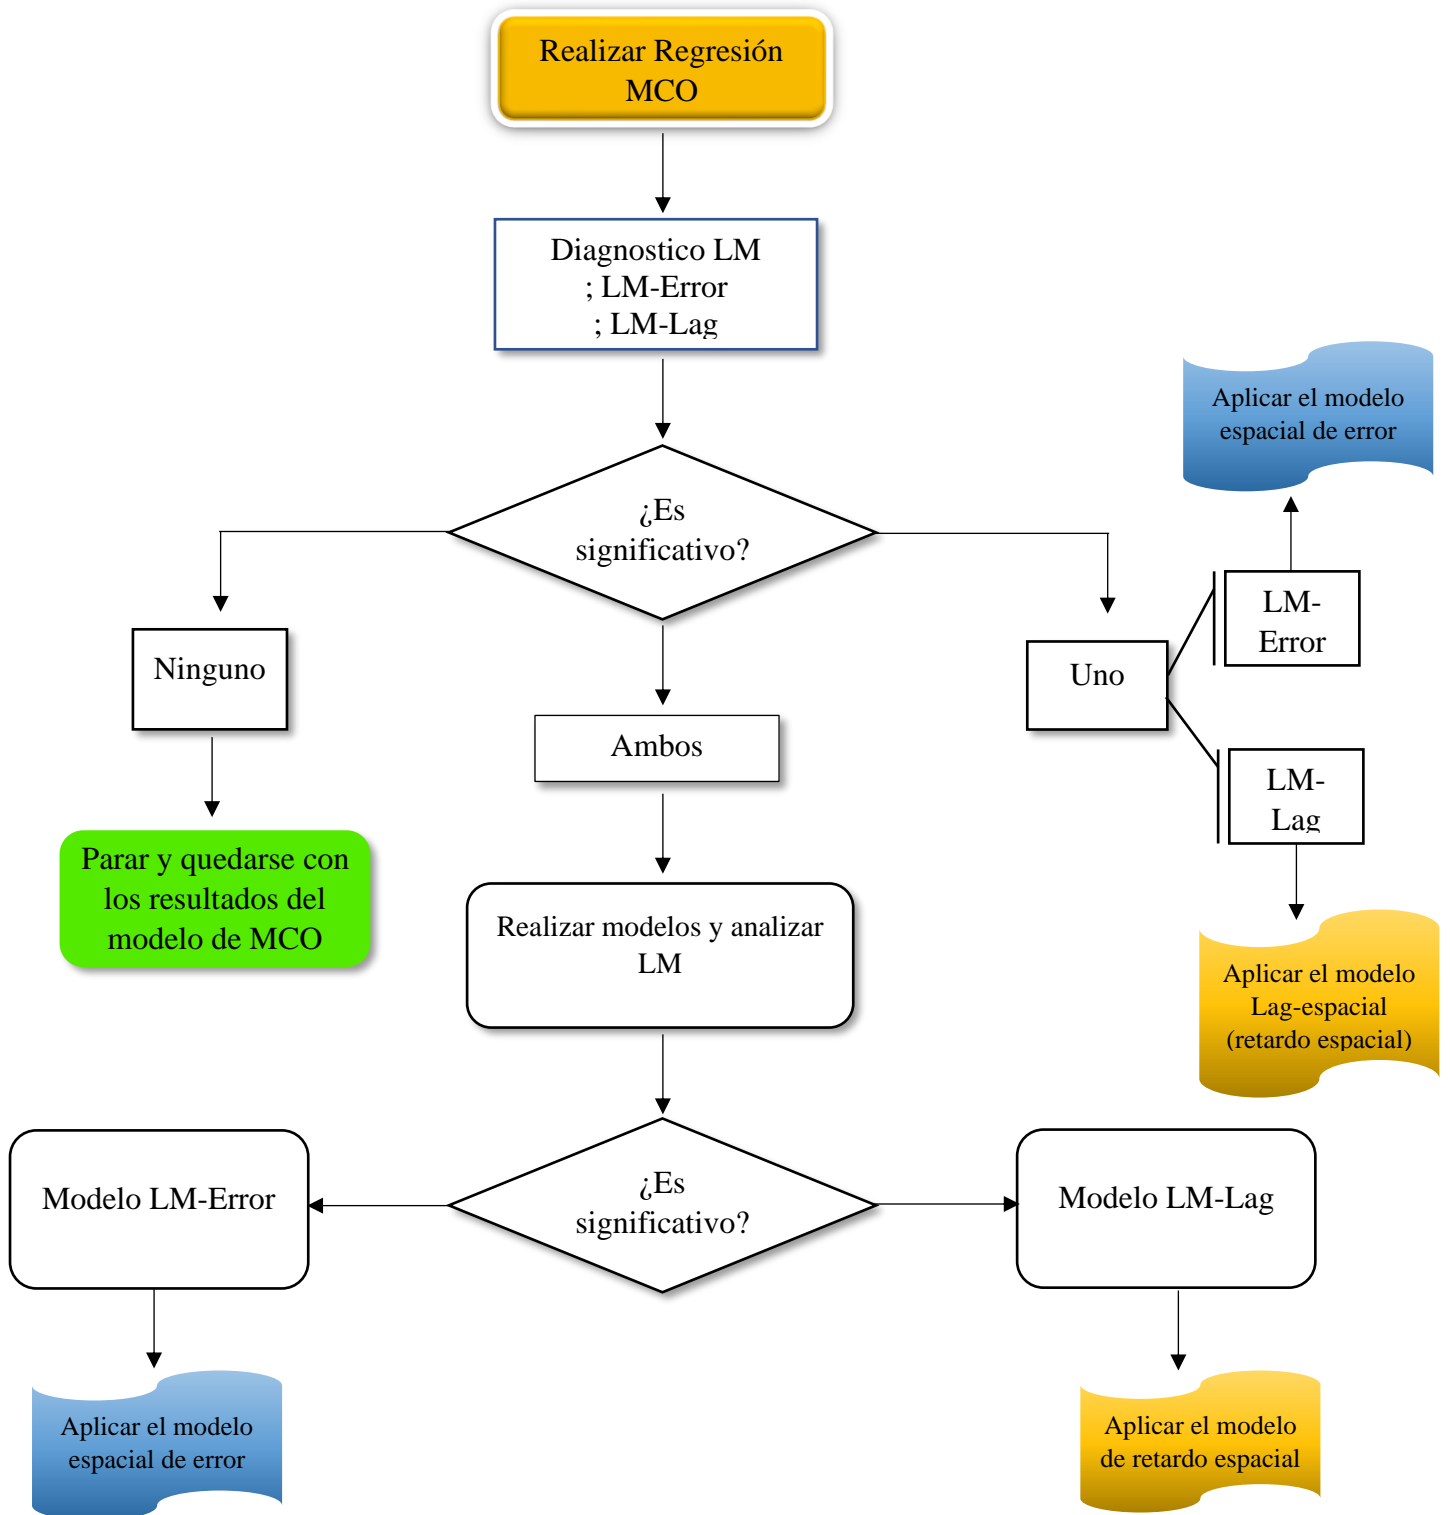 Realizar Regresión
MCO
Diagnostico LM
; LM-Error
; LM-Lag
Aplicar el modelo
espacial de error
¿Es
significativo?
LM-
Error
Ninguno
Uno
Ambos
LM-
Lag
Parar y quedarse con
los resultados del
modelo de MCO
Realizar modelos y analizar
LM
Aplicar el modelo
Lag-espacial
(retardo espacial)
Modelo LM-Error
¿Es
significativo?
Modelo LM-Lag
Aplicar el modelo
espacial de error
Aplicar el modelo
de retardo espacial